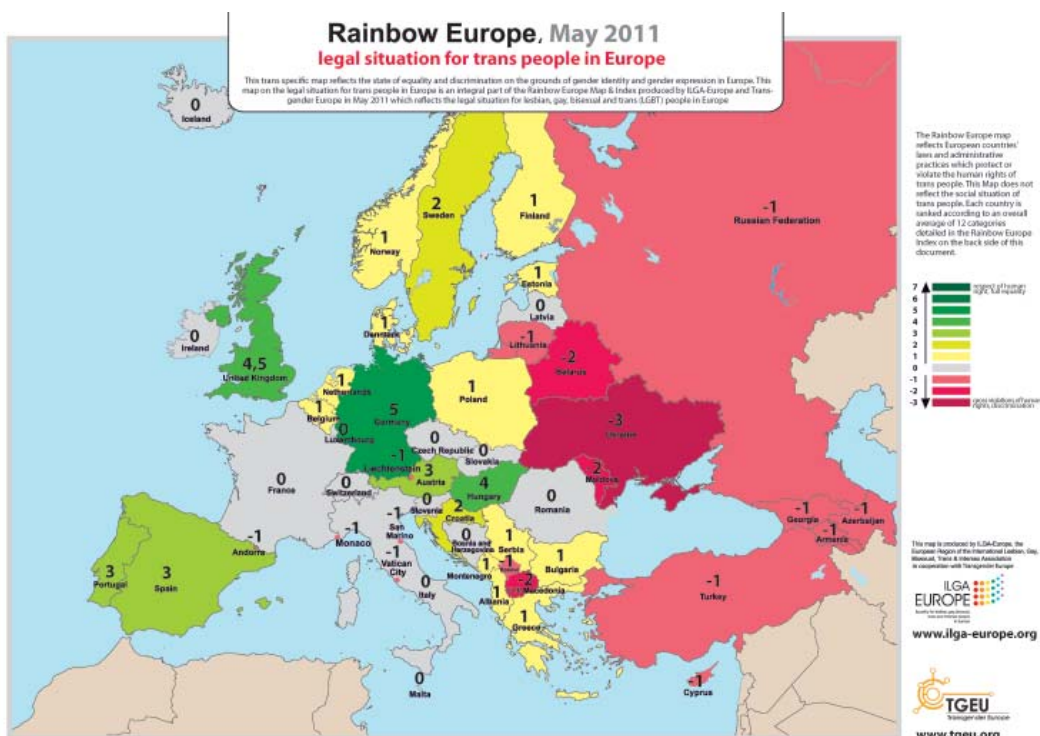 Rainbow Europe, May 2011
legal situation for trans people in Europe
This trans specific map reflects the state of equality and discrimination on the grounds of gender identity and gender expression in Europe. This
map on the legal situation for trans people in Europe is an integral part of the Rainbow Europe Map & Index produced by ILGA-Europe and Trans-
gender Europe in May 2011 which reflects the legal situation for lesbian, gay, bisexual and trans (LGBT) people in Europe
0
Iceland
2
Sweden
1
Finland
1
Norway
-1
Russian Federation
1
Estonia
0
Latvia
-1
Lithuania
1
Denmark
0
Ireland
4,5
United Kingdom
-2
Belarus
1
Netherlands
1
Belgium
0
Luxembourg
5
Germany
1
Poland
-3
Ukraine
0
Czech Republic
0
Slovakia
-1
Liechtenstein
3
Austria
4
Hungary
2
Moldova
0
France
0
Switzerland
0
Slovenia
2
Croatia
0
Romania
-1
Andorra
-1
Monaco
-1
San
Marino
0
Bosnia and
Herzegovina
1
Serbia
-1
Georgia
-1
Azerbaijan
-1
Armenia
3
Portugal
3
Spain
-1
Vatican
City
0
Italy
1
Montenegro
-1
1
Bulgaria
-2
Macedonia
1
Albania
1
Greece
-1
Turkey
0
Malta
-1
Cyprus
The Rainbow Europe map
reflects European countries'
laws and administrative
practices which protect or
violate the human rights of
trans people. This Map does not
reflect the social situation of
trans people. Each country is
ranked according to an overall
average of 12 categories
detailed in the Rainbow Europe
Index on the back side of this
document.
7 respect of human
right, full equality
6
5
4
3
2
1
0
-1
-2
-3 gross violations of human
rights, discrimination
This map is produced by ILGA-Europe, the
European Region of the International Lesbian, Gay,
Bisexual, Trans & Intersex Association
in cooperation with Transgender Europe
ILGA
EUROPE
www.ilga-europe.org
TGEU
Transgender Europe
www.tgeu.org